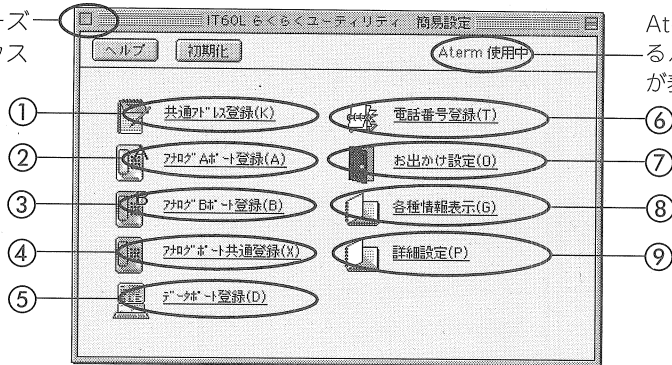 ーズ
クス
IT60L らくらくユーティリティ 簡易設定
ヘルプ 初期化 Aterm 使用中
At
る
が
① 共通ｱﾄﾞﾚｽ登録(K)
② ｱﾅﾛｸﾞAﾎﾟｰﾄ登録(A)
③ ｱﾅﾛｸﾞBﾎﾟｰﾄ登録(B)
④ ｱﾅﾛｸﾞﾎﾟｰﾄ共通登録(X)
⑤ ﾃﾞｰﾀﾎﾟｰﾄ登録(D)
電話番号登録(T) ⑥
お出かけ設定(O) ⑦
各種情報表示(G) ⑧
詳細設定(P) ⑨